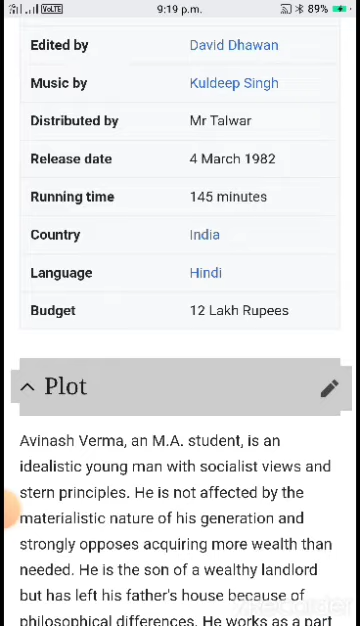 VoLTE 9:19 p.m. 89%
Edited by David Dhawan
Music by Kuldeep Singh
Distributed by Mr Talwar
Release date 4 March 1982
Running time 145 minutes
Country India
Language Hindi
Budget 12 Lakh Rupees
Plot
Avinash Verma, an M.A. student, is an
idealistic young man with socialist views and
stern principles. He is not affected by the
materialistic nature of his generation and
strongly opposes acquiring more wealth than
needed. He is the son of a wealthy landlord
but has left his father's house because of
philosophical differences. He works as a part